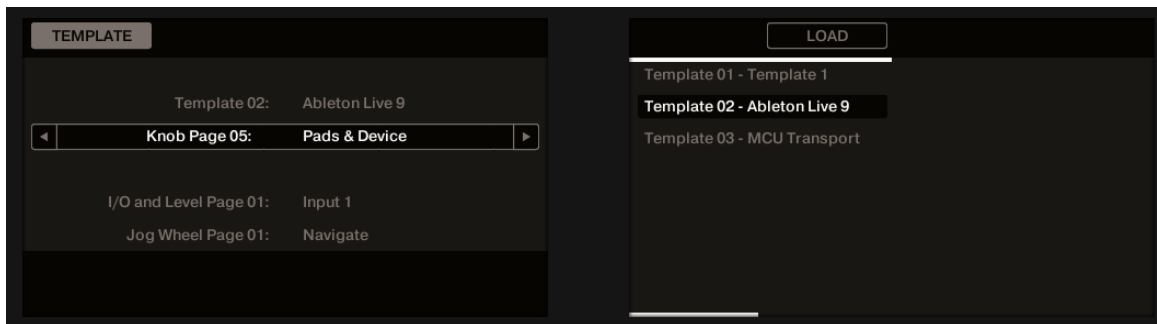 TEMPLATE
Template 02: Ableton Live 9
Knob Page 05: Pads & Device
I/O and Level Page 01: Input 1
Jog Wheel Page 01: Navigate
LOAD
Template 01 - Template 1
Template 02 - Ableton Live 9
Template 03 - MCU Transport